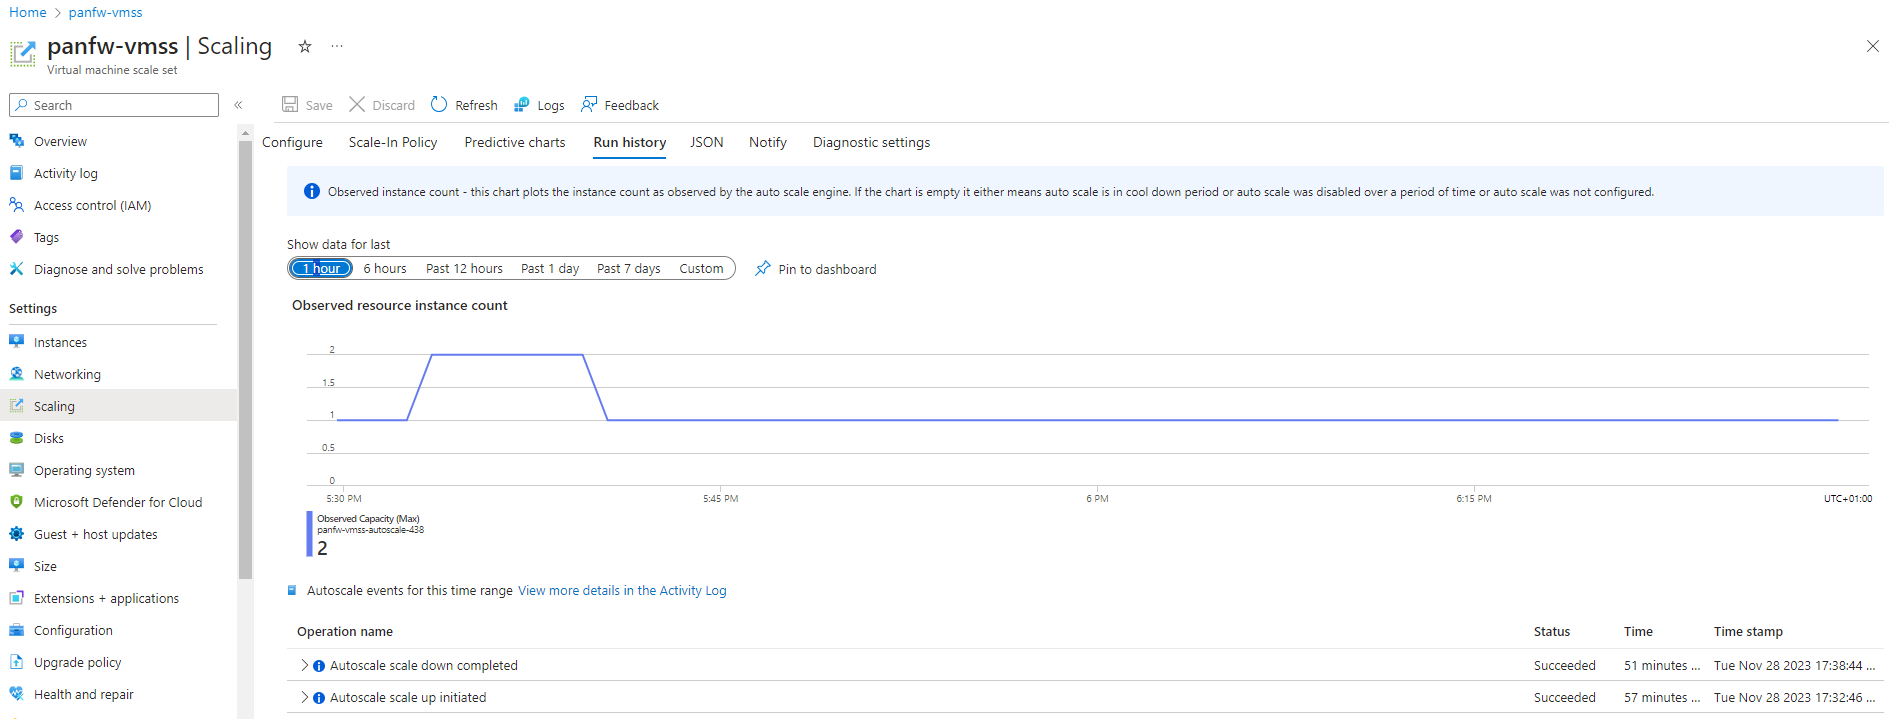 Home > panfw-vmss
panfw-vmss | Scaling ☆ ...
Virtual machine scale set
Search «
Save Discard Refresh Logs Feedback
Overview
Activity log
Access control (IAM)
Tags
Diagnose and solve problems
Settings
Instances
Networking
Scaling
Disks
Operating system
Microsoft Defender for Cloud
Guest + host updates
Size
Extensions + applications
Configuration
Upgrade policy
Health and repair
Configure Scale-In Policy Predictive charts Run history JSON Notify Diagnostic settings
Observed instance count - this chart plots the instance count as observed by the auto scale engine. If the chart is empty it either means auto scale is in cool down period or auto scale was disabled over a period of time or auto scale was not configured.
Show data for last
1 hour 6 hours Past 12 hours Past 1 day Past 7 days Custom Pin to dashboard
Observed resource instance count
2
1.5
1
0.5
0
5:30 PM 5:45 PM 6 PM 6:15 PM UTC+01:00
Observed Capacity (Max)
panfw-vmss-autoscale-438
2
Autoscale events for this time range View more details in the Activity Log
Operation name Status Time Time stamp
Autoscale scale down completed Succeeded 51 minutes ... Tue Nov 28 2023 17:38:44 ...
Autoscale scale up initiated Succeeded 57 minutes ... Tue Nov 28 2023 17:32:46 ...